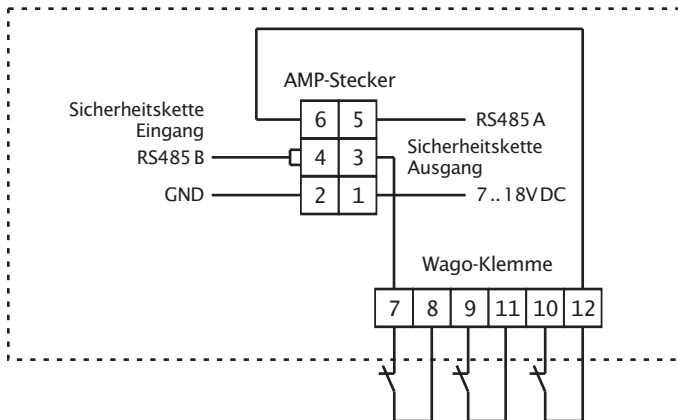 AMP-Stecker
Sicherheitskette
Eingang
6 5
RS485 A
RS485 B
4 3
Sicherheitskette
Ausgang
GND
2 1
7 .. 18V DC
Wago-Klemme
7 8 9 11 10 12